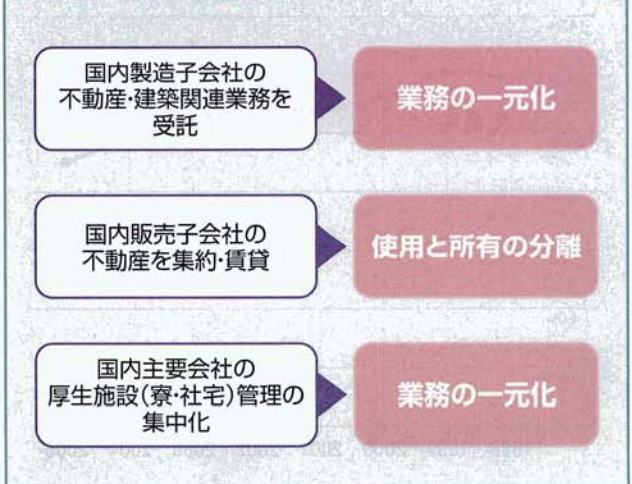 国内製造子会社の
不動産・建築関連業務を
受託
業務の一元化
国内販売子会社の
不動産を集約・賃貸
使用と所有の分離
国内主要会社の
厚生施設(寮・社宅)管理の
集中化
業務の一元化